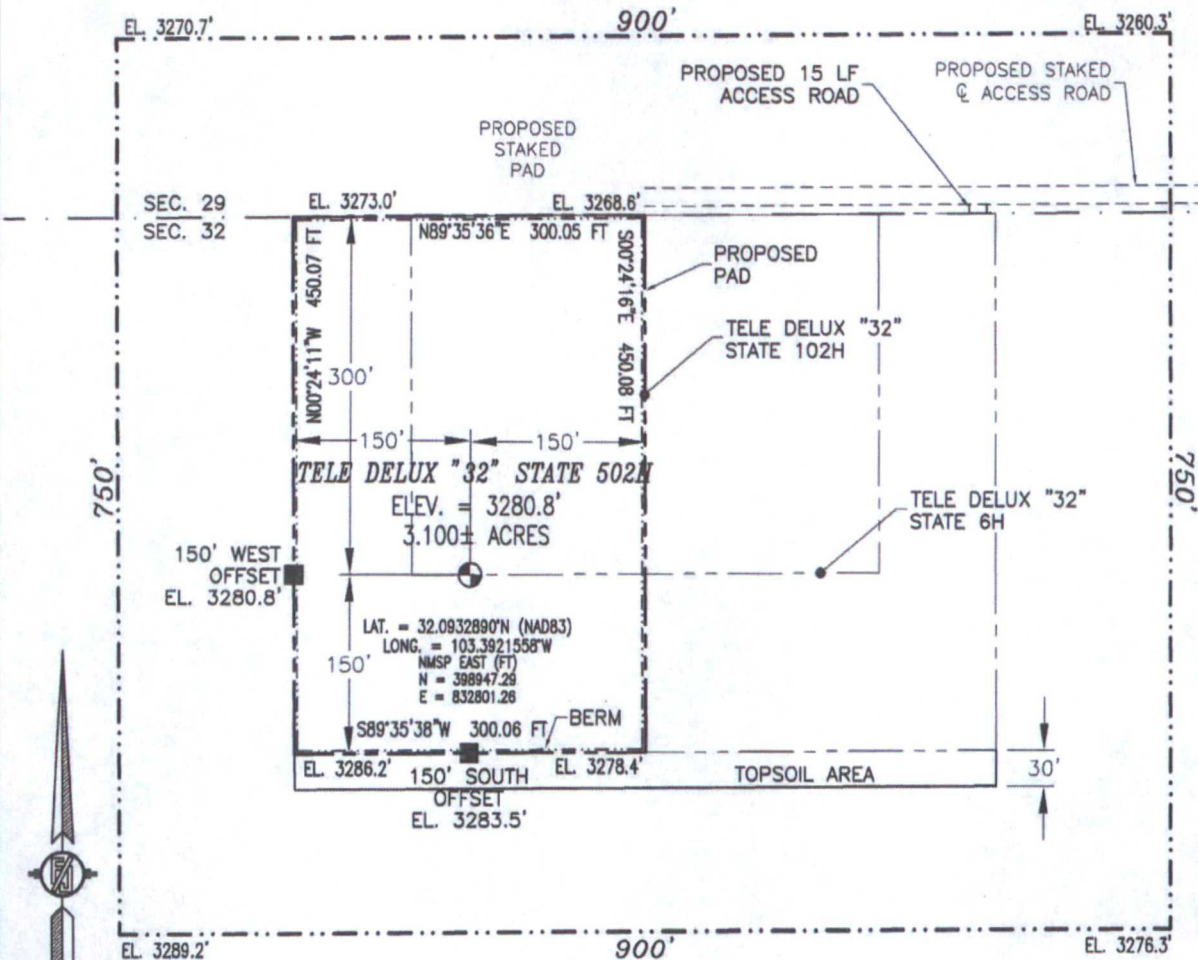 EL. 3270.7'
900'
EL. 3260.3'
PROPOSED 15 LF
ACCESS ROAD
PROPOSED STAKED
℄ ACCESS ROAD
PROPOSED
STAKED
PAD
SEC. 29
SEC. 32
EL. 3273.0'
EL. 3268.6'
N89°35'36"E 300.05 FT
N00°24'11"W 450.07 FT
S00°24'16"E 450.08 FT
PROPOSED
PAD
TELE DELUX "32"
STATE 102H
300'
150'
150'
TELE DELUX "32" STATE 502H
ELEV. = 3280.8'
3.100± ACRES
750'
750'
TELE DELUX "32"
STATE 6H
150' WEST
OFFSET
EL. 3280.8'
LAT. = 32.0932890°N (NAD83)
LONG. = 103.3921558°W
NMSP EAST (FT)
N = 398947.29
E = 832801.26
150'
S89°35'38"W 300.06 FT
BERM
EL. 3286.2'
EL. 3278.4'
150' SOUTH
OFFSET
EL. 3283.5'
TOPSOIL AREA
30'
EL. 3289.2'
900'
EL. 3276.3'